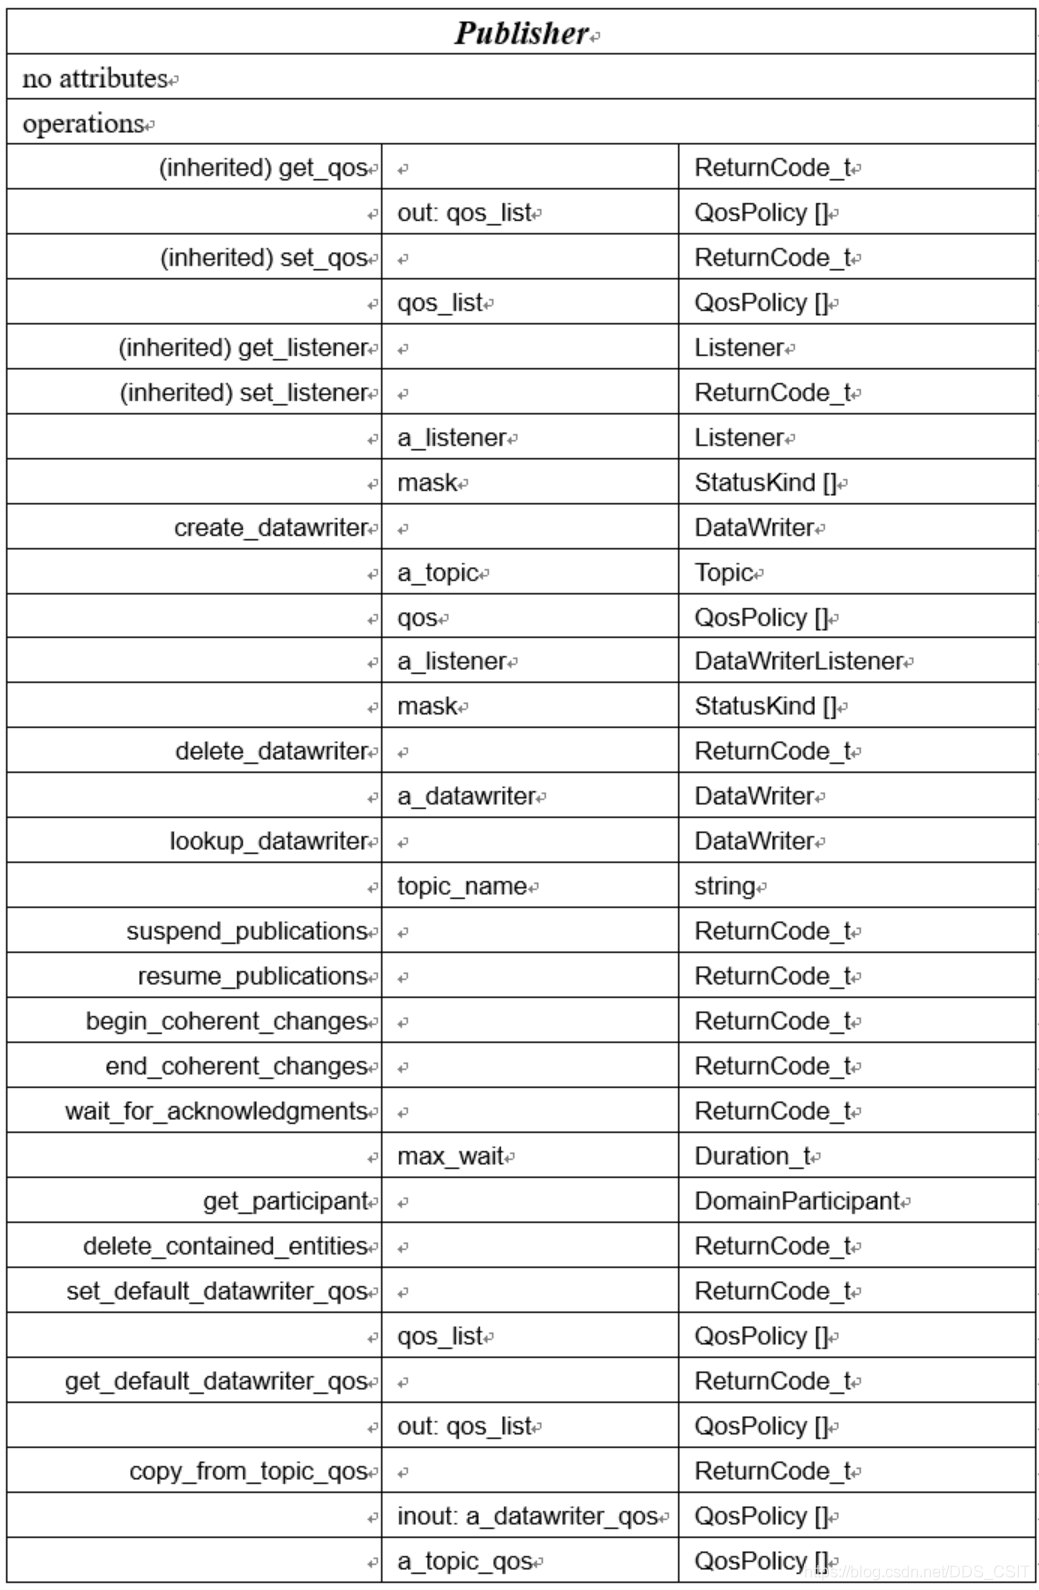 Publisher
no attributes
operations
(inherited) get_qos ReturnCode_t
out: qos_list QosPolicy []
(inherited) set_qos ReturnCode_t
qos_list QosPolicy []
(inherited) get_listener Listener
(inherited) set_listener ReturnCode_t
a_listener Listener
mask StatusKind []
create_datawriter DataWriter
a_topic Topic
qos QosPolicy []
a_listener DataWriterListener
mask StatusKind []
delete_datawriter ReturnCode_t
a_datawriter DataWriter
lookup_datawriter DataWriter
topic_name string
suspend_publications ReturnCode_t
resume_publications ReturnCode_t
begin_coherent_changes ReturnCode_t
end_coherent_changes ReturnCode_t
wait_for_acknowledgments ReturnCode_t
max_wait Duration_t
get_participant DomainParticipant
delete_contained_entities ReturnCode_t
set_default_datawriter_qos ReturnCode_t
qos_list QosPolicy []
get_default_datawriter_qos ReturnCode_t
out: qos_list QosPolicy []
copy_from_topic_qos ReturnCode_t
inout: a_datawriter_qos QosPolicy []
a_topic_qos QosPolicy []
https://blog.csdn.net/DDS_CSIT